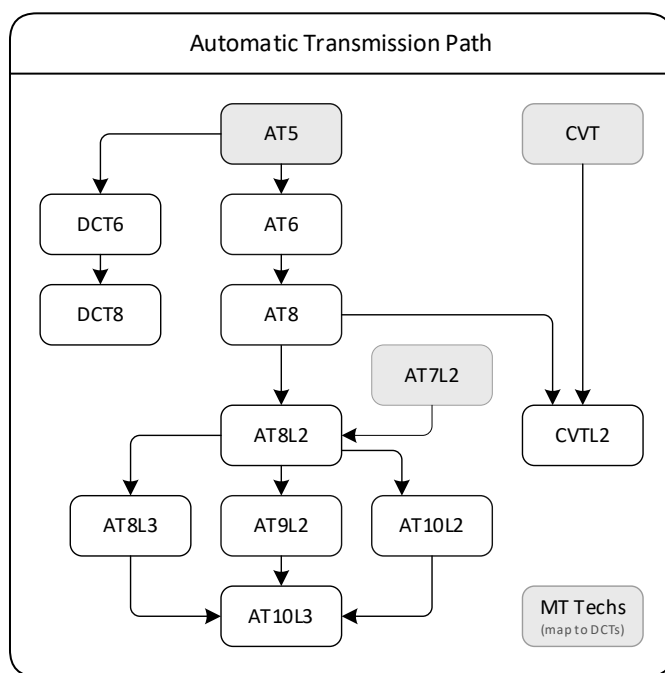 Automatic Transmission Path
AT5
CVT
DCT6
AT6
DCT8
AT8
AT7L2
AT8L2
CVTL2
AT8L3
AT9L2
AT10L2
AT10L3
MT Techs
(map to DCTs)